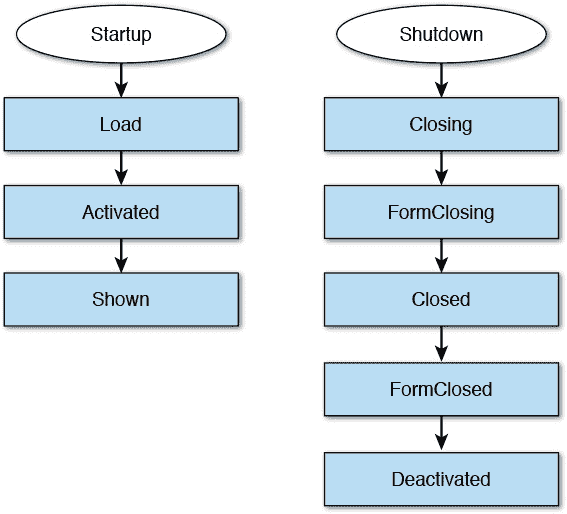 Startup
Load
Activated
Shown
Shutdown
Closing
FormClosing
Closed
FormClosed
Deactivated